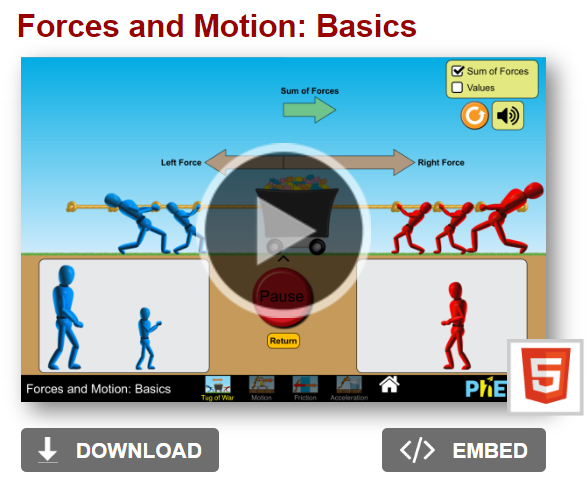 Forces and Motion: Basics
Sum of Forces
Values
Sum of Forces
Left Force
Right Force
Pause
Return
Forces and Motion: Basics
Tug of War
Motion
Friction
Acceleration
PhE
5
DOWNLOAD
</> EMBED